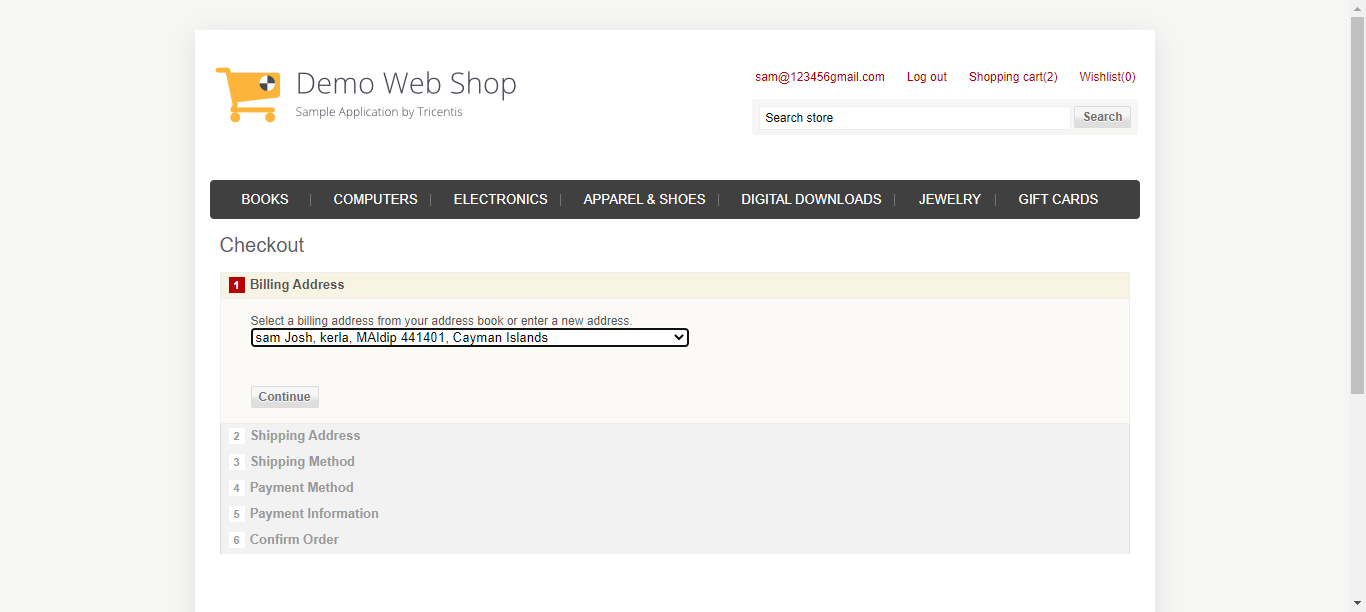 Demo Web Shop
Sample Application by Tricentis
sam@123456gmail.com Log out Shopping cart(2) Wishlist(0)
Search store Search
BOOKS COMPUTERS ELECTRONICS APPAREL & SHOES DIGITAL DOWNLOADS JEWELRY GIFT CARDS
Checkout
1 Billing Address
Select a billing address from your address book or enter a new address.
sam Josh, kerla, MAldip 441401, Cayman Islands
Continue
2 Shipping Address
3 Shipping Method
4 Payment Method
5 Payment Information
6 Confirm Order